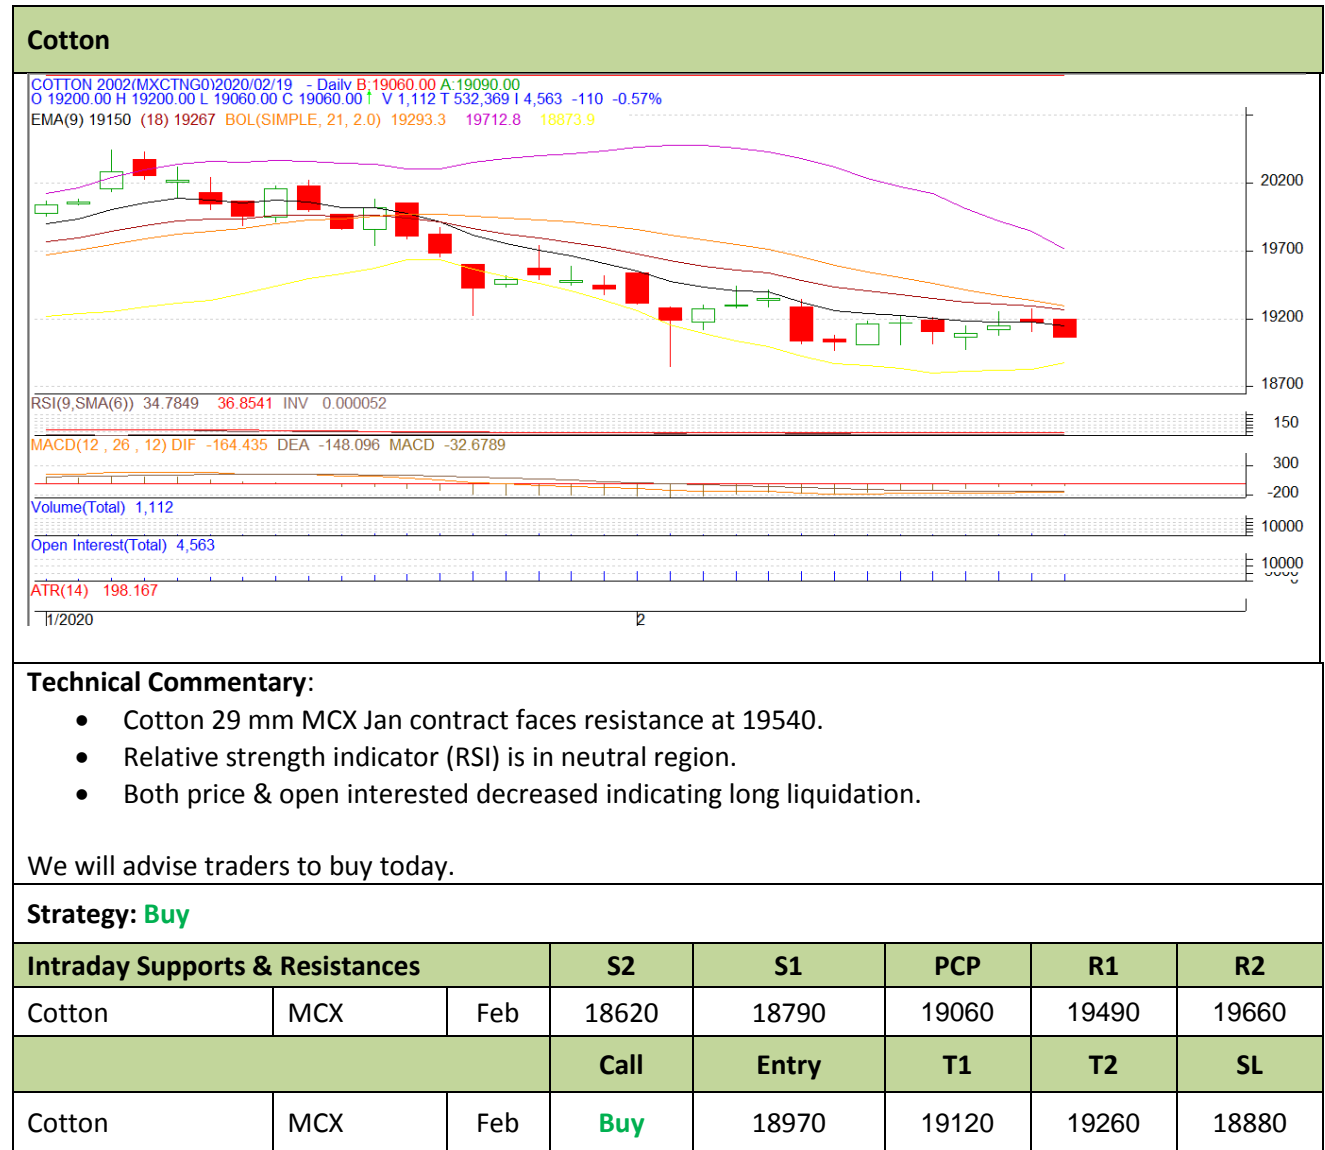 Cotton
COTTON 2002(MXCTNG0)2020/02/19 - Daily B:19060.00 A:19090.00
O 19200.00 H 19200.00 L 19060.00 C 19060.00↑ V 1,112 T 532,369 I 4,563 -110 -0.57%
EMA(9) 19150 (18) 19267 BOL(SIMPLE, 21, 2.0) 19293.3 19712.8 18873.9
20200
19700
19200
18700
RSI(9,SMA(6)) 34.7849 36.8541 INV 0.000052
150
MACD(12 , 26 , 12) DIF -164.435 DEA -148.096 MACD -32.6789
300
-200
Volume(Total) 1,112
10000
Open Interest(Total) 4,563
10000
ATR(14) 198.167
1/2020 2
Technical Commentary:
• Cotton 29 mm MCX Jan contract faces resistance at 19540.
• Relative strength indicator (RSI) is in neutral region.
• Both price & open interested decreased indicating long liquidation.
We will advise traders to buy today.
Strategy: Buy
Intraday Supports & Resistances S2 S1 PCP R1 R2
Cotton MCX Feb 18620 18790 19060 19490 19660
Call Entry T1 T2 SL
Cotton MCX Feb Buy 18970 19120 19260 18880